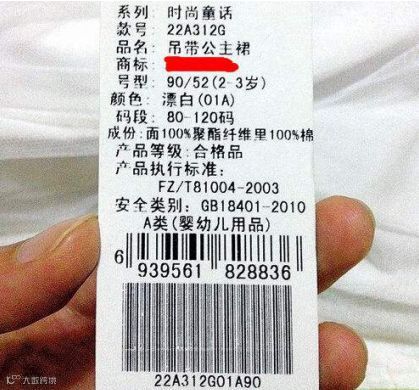 系列: 时尚童话
款号: 22A312G
品名: 吊带公主裙
商标:
号型: 90/52(2-3岁)
颜色: 漂白(01A)
码段: 80-120码
成份: 面100%聚酯纤维里100%棉
产品等级: 合格品
产品执行标准:
FZ/T81004-2003
安全类别: GB18401-2010
A类(婴幼儿用品)
6 939561 828836
22A312G01A90
大数跨境